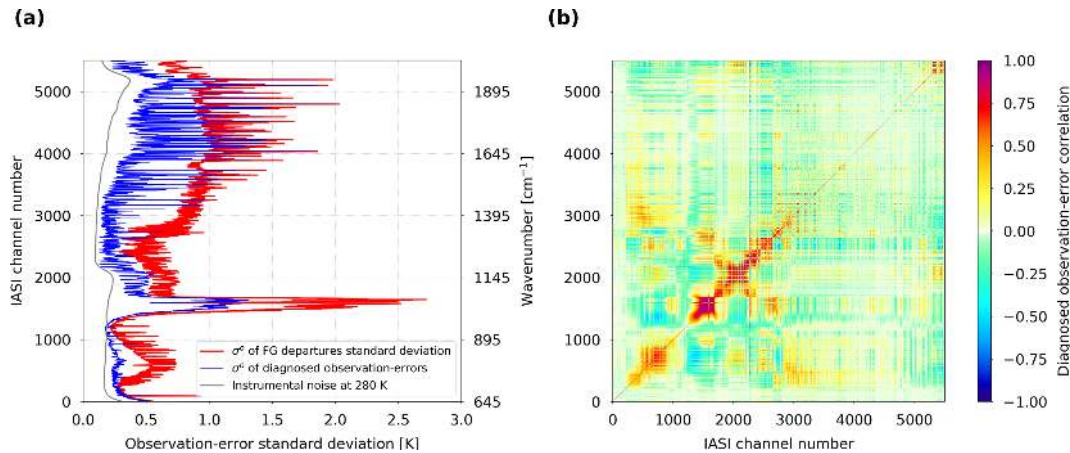 (a)
5000
4000
3000
2000
1000
0
IASI channel number
1895
1645
1395
1145
895
645
Wavenumber [cm⁻¹]
σᵉ of FG departures standard deviation
σᵒ of diagnosed observation-errors
Instrumental noise at 280 K
0.0 0.5 1.0 1.5 2.0 2.5 3.0
Observation-error standard deviation [K]
(b)
5000
4000
3000
2000
1000
0
0 1000 2000 3000 4000 5000
IASI channel number
1.00
0.75
0.50
0.25
0.00
−0.25
−0.50
−0.75
−1.00
Diagnosed observation-error correlation